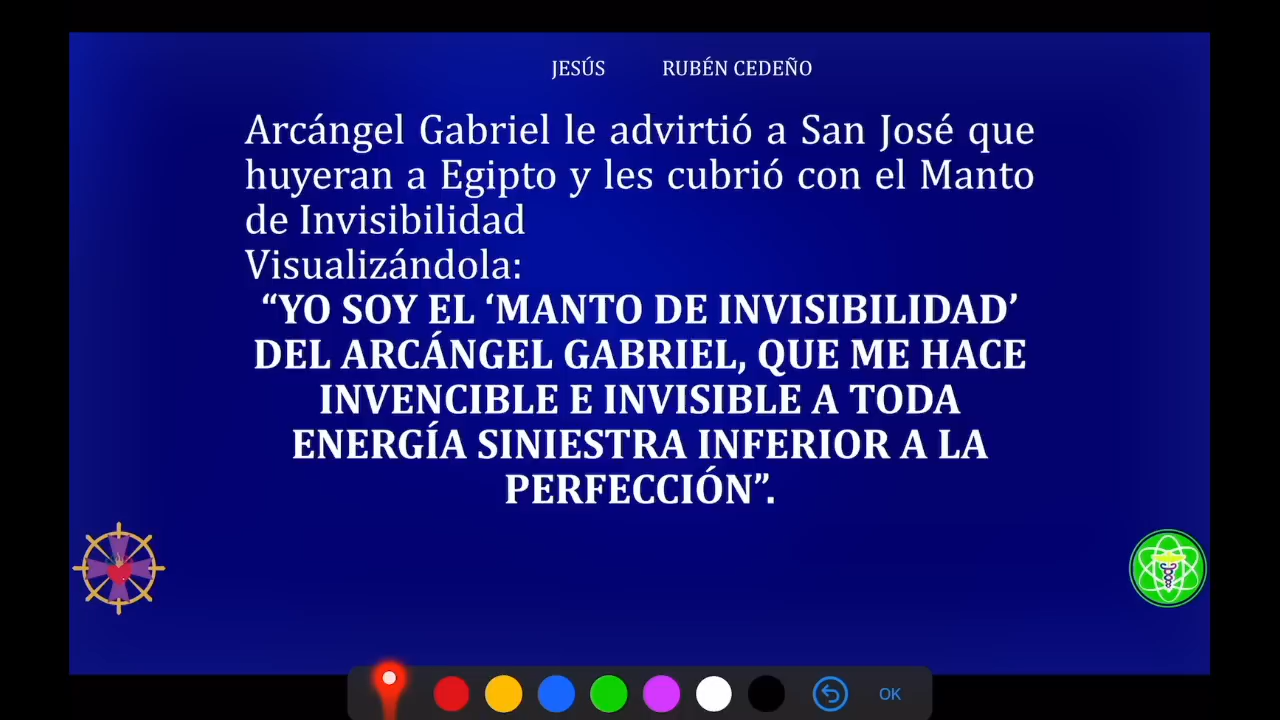 JESÚS RUBÉN CEDEÑO
Arcángel Gabriel le advirtió a San José que
huyeran a Egipto y les cubrió con el Manto
de Invisibilidad
Visualizándola:
“YO SOY EL ‘MANTO DE INVISIBILIDAD’
DEL ARCÁNGEL GABRIEL, QUE ME HACE
INVENCIBLE E INVISIBLE A TODA
ENERGÍA SINIESTRA INFERIOR A LA
PERFECCIÓN”.
OK